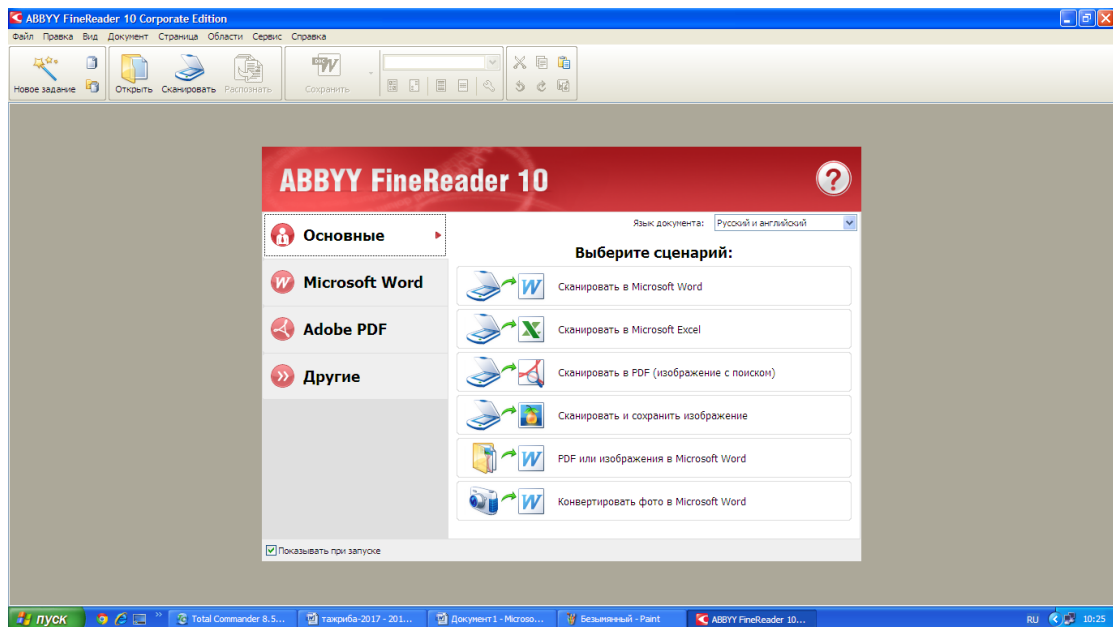 ABBYY FineReader 10 Corporate Edition
Файл Правка Вид Документ Страница Области Сервис Справка
Новое задание Открыть Сканировать Распознать Сохранить
ABBYY FineReader 10
?
Язык документа: Русский и английский
Основные
Выберите сценарий:
Microsoft Word
Adobe PDF
Другие
Сканировать в Microsoft Word
Сканировать в Microsoft Excel
Сканировать в PDF (изображение с поиском)
Сканировать и сохранить изображение
PDF или изображения в Microsoft Word
Конвертировать фото в Microsoft Word
Показывать при запуске
пуск Total Commander 8.5... тажриба-2017 - 201... Документ1 - Microso... Безымянный - Paint ABBYY FineReader 10... RU 10:25